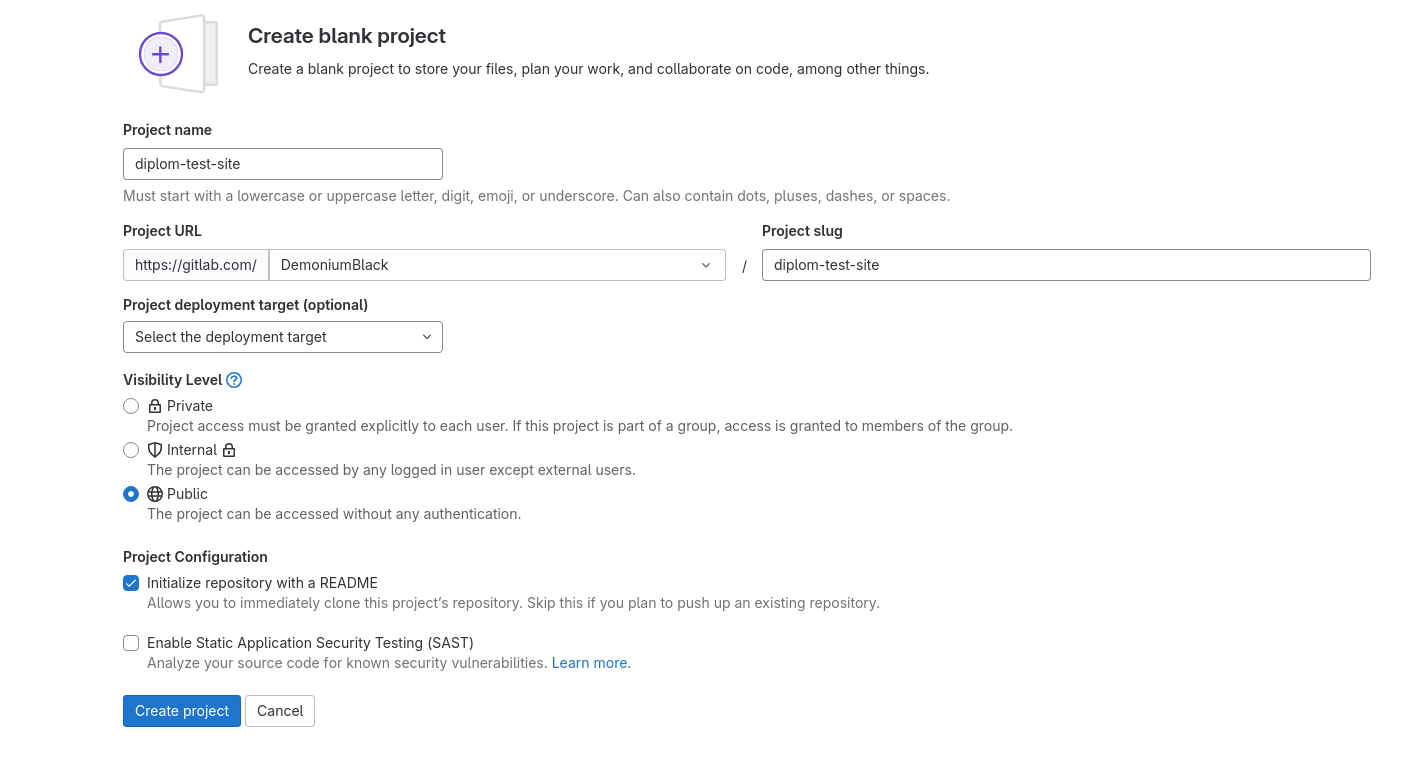 Create blank project
Create a blank project to store your files, plan your work, and collaborate on code, among other things.
Project name
diplom-test-site
Must start with a lowercase or uppercase letter, digit, emoji, or underscore. Can also contain dots, pluses, dashes, or spaces.
Project URL
https://gitlab.com/ DemoniumBlack
/
Project slug
diplom-test-site
Project deployment target (optional)
Select the deployment target
Visibility Level
Private
Project access must be granted explicitly to each user. If this project is part of a group, access is granted to members of the group.
Internal
The project can be accessed by any logged in user except external users.
Public
The project can be accessed without any authentication.
Project Configuration
Initialize repository with a README
Allows you to immediately clone this project's repository. Skip this if you plan to push up an existing repository.
Enable Static Application Security Testing (SAST)
Analyze your source code for known security vulnerabilities. Learn more.
Create project Cancel